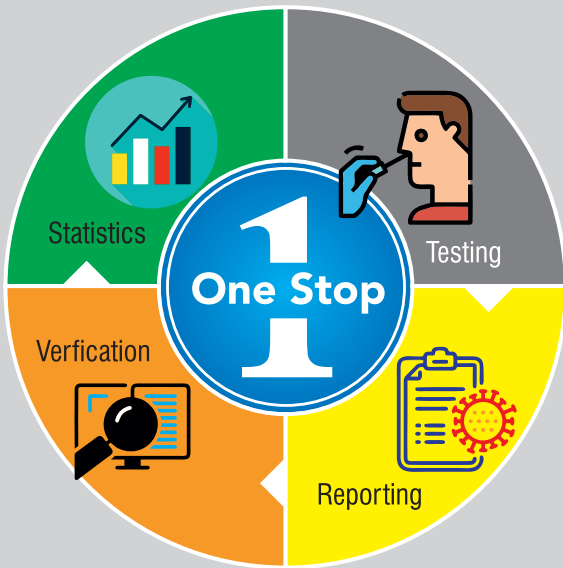 Statistics
Testing
1
One Stop
Verfication
Reporting